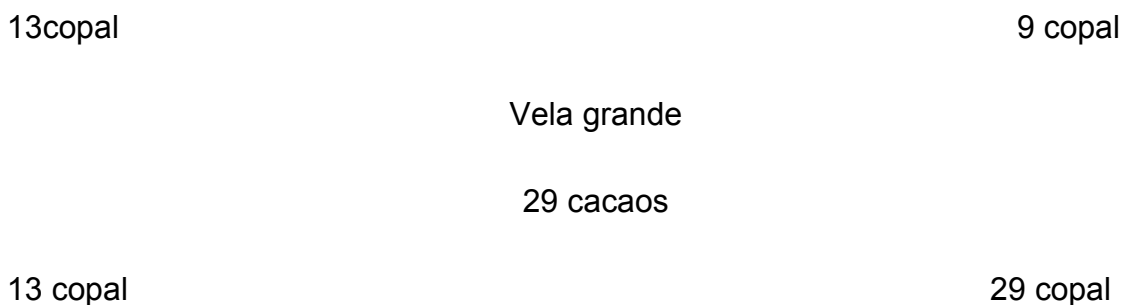 13copal 9 copal
Vela grande
29 cacaos
13 copal 29 copal